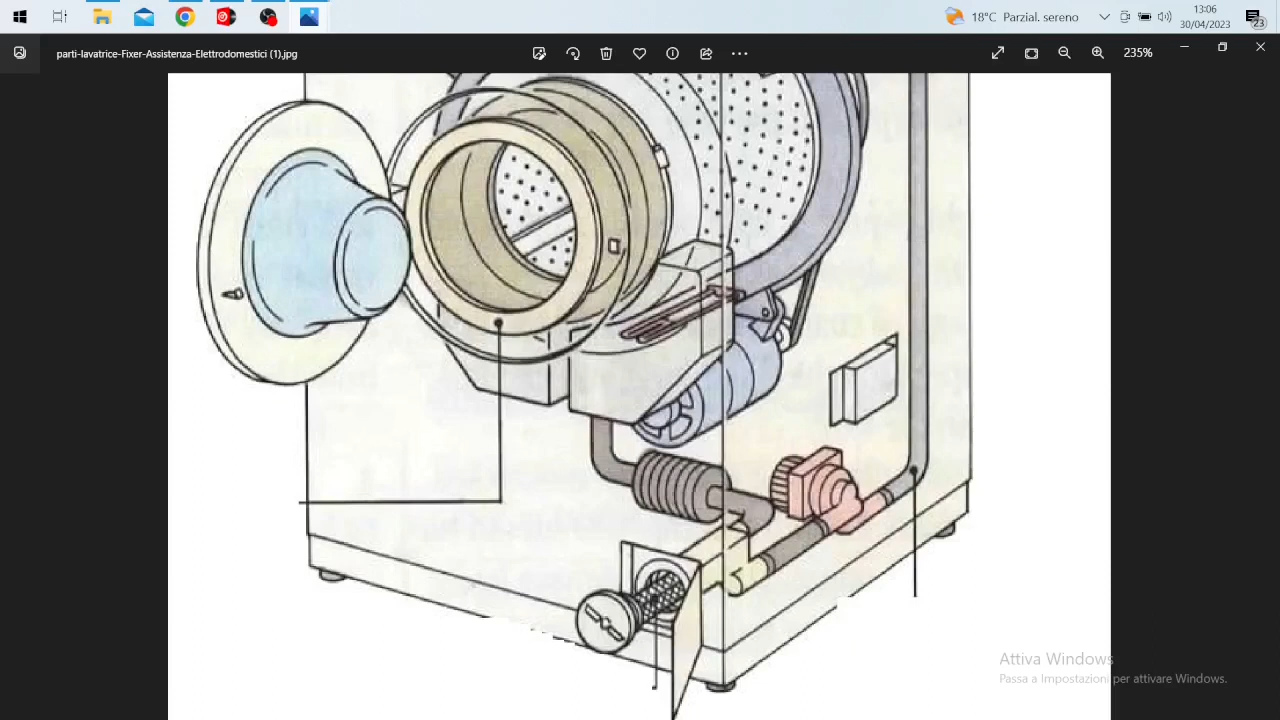 18°C Parzial. sereno
13:06
30/04/2023
23
parti-lavatrice-Fixer-Assistenza-Elettrodomestici (1).jpg
235%
Attiva Windows
Passa a Impostazioni per attivare Windows.